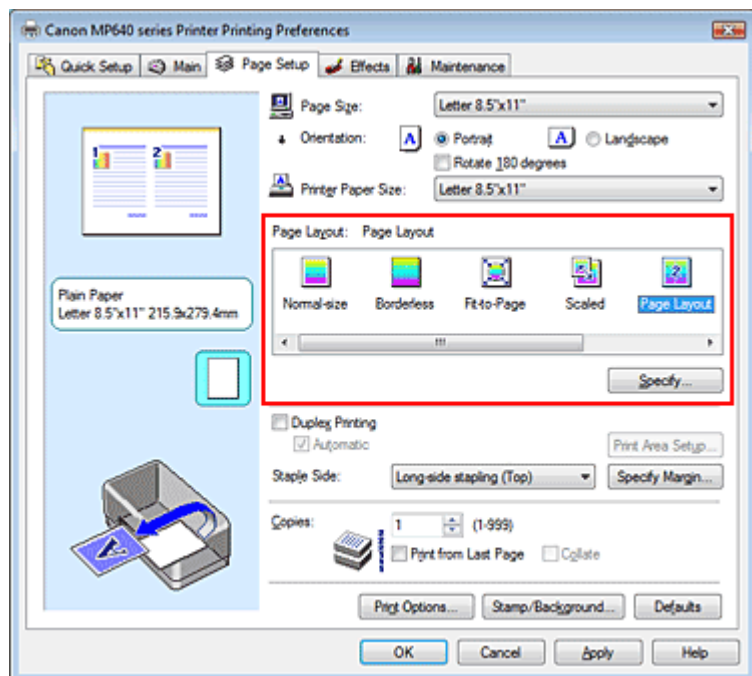 Canon MP640 series Printer Printing Preferences
Quick Setup Main Page Setup Effects Maintenance
Page Size: Letter 8.5"x11"
Orientation: A Portrait A Landscape
Rotate 180 degrees
Printer Paper Size: Letter 8.5"x11"
1 2
Page Layout: Page Layout
Normal-size Borderless Fit-to-Page Scaled Page Layout
Plain Paper
Letter 8.5"x11" 215.9x279.4mm
Specify...
Duplex Printing
Automatic Print Area Setup...
Staple Side: Long-side stapling (Top) Specify Margin...
Copies: 1 (1-999)
Print from Last Page Collate
A
Print Options... Stamp/Background... Defaults
OK Cancel Apply Help